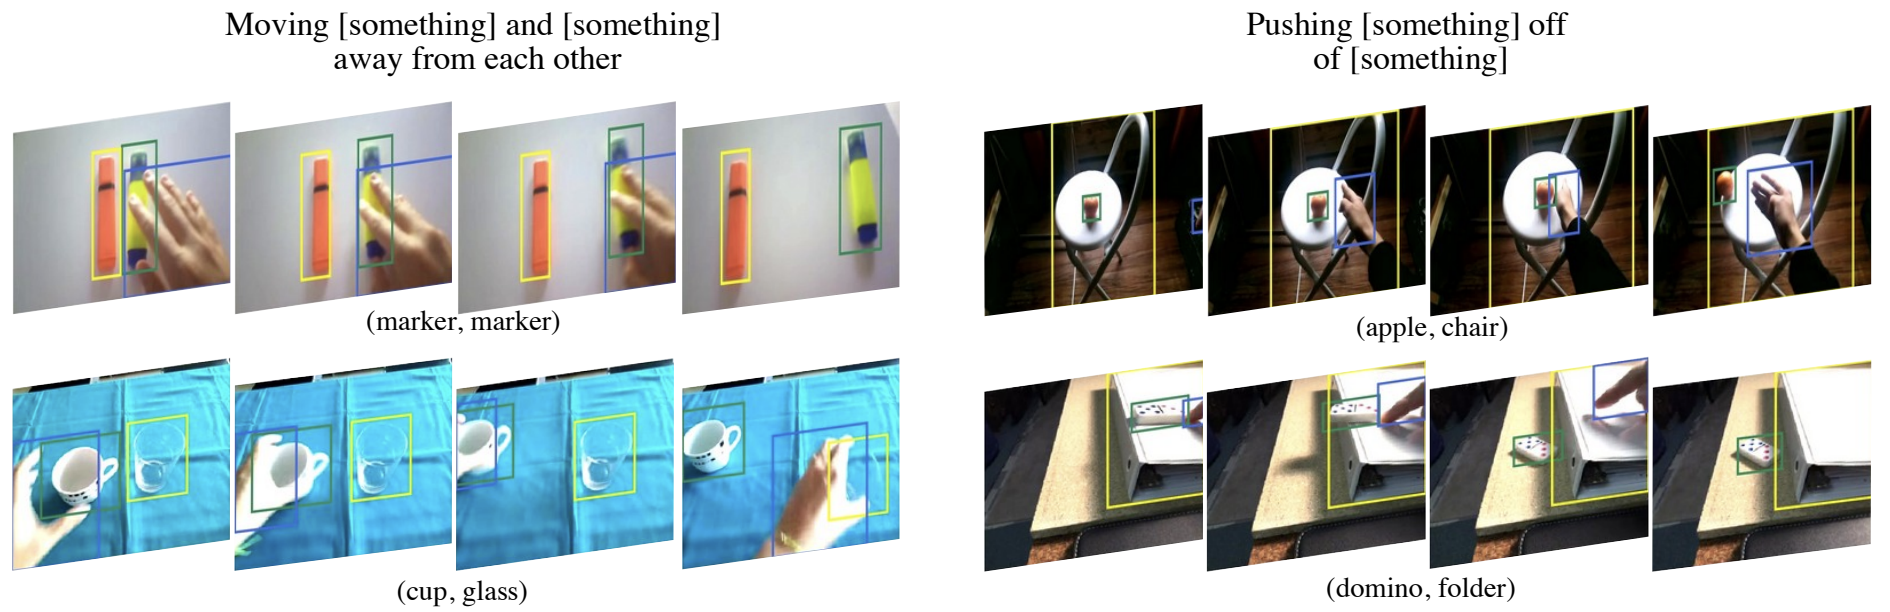 Moving [something] and [something]
away from each other
(marker, marker)
(cup, glass)
Pushing [something] off
of [something]
(apple, chair)
(domino, folder)